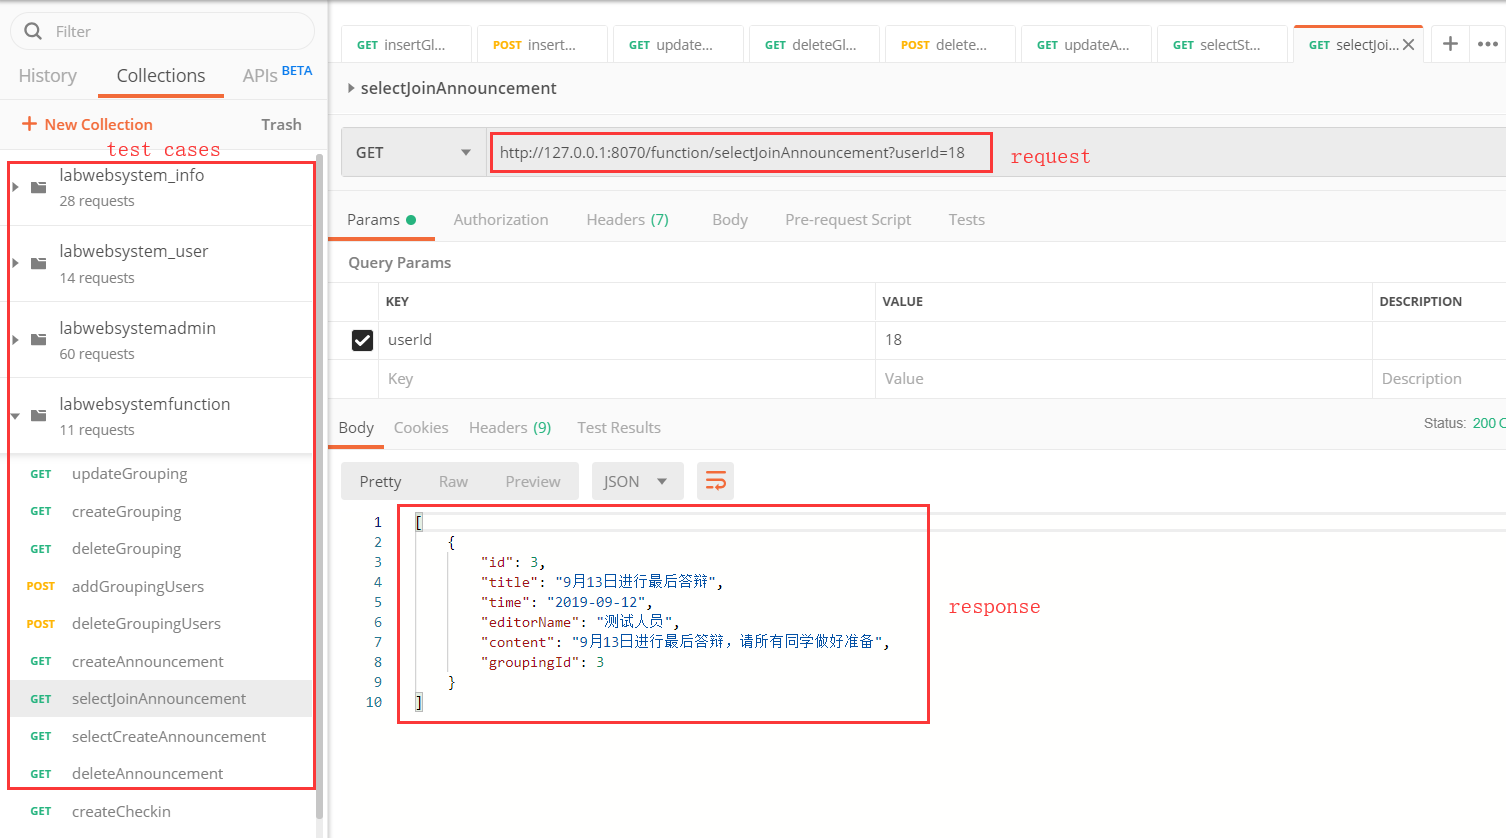 Filter
History Collections APIs BETA
+ New Collection Trash
test cases
labwebsystem_info
28 requests
labwebsystem_user
14 requests
labwebsystemadmin
60 requests
labwebsystemfunction
11 requests
GET updateGrouping
GET createGrouping
GET deleteGrouping
POST addGroupingUsers
POST deleteGroupingUsers
GET createAnnouncement
GET selectJoinAnnouncement
GET selectCreateAnnouncement
GET deleteAnnouncement
GET createCheckin
GET insertGl... POST insert... GET update... GET deleteGl... POST delete... GET updateA... GET selectSt... GET selectJoi...
selectJoinAnnouncement
GET http://127.0.0.1:8070/function/selectJoinAnnouncement?userId=18 request
Params Authorization Headers (7) Body Pre-request Script Tests
Query Params
KEY VALUE DESCRIPTION
userId 18
Key Value Description
Body Cookies Headers (9) Test Results Status: 200
Pretty Raw Preview JSON
1 [
2 {
3 "id": 3,
4 "title": "9月13日进行最后答辩",
5 "time": "2019-09-12",
6 "editorName": "测试人员",
7 "content": "9月13日进行最后答辩，请所有同学做好准备",
8 "groupingId": 3
9 }
10 ]
response